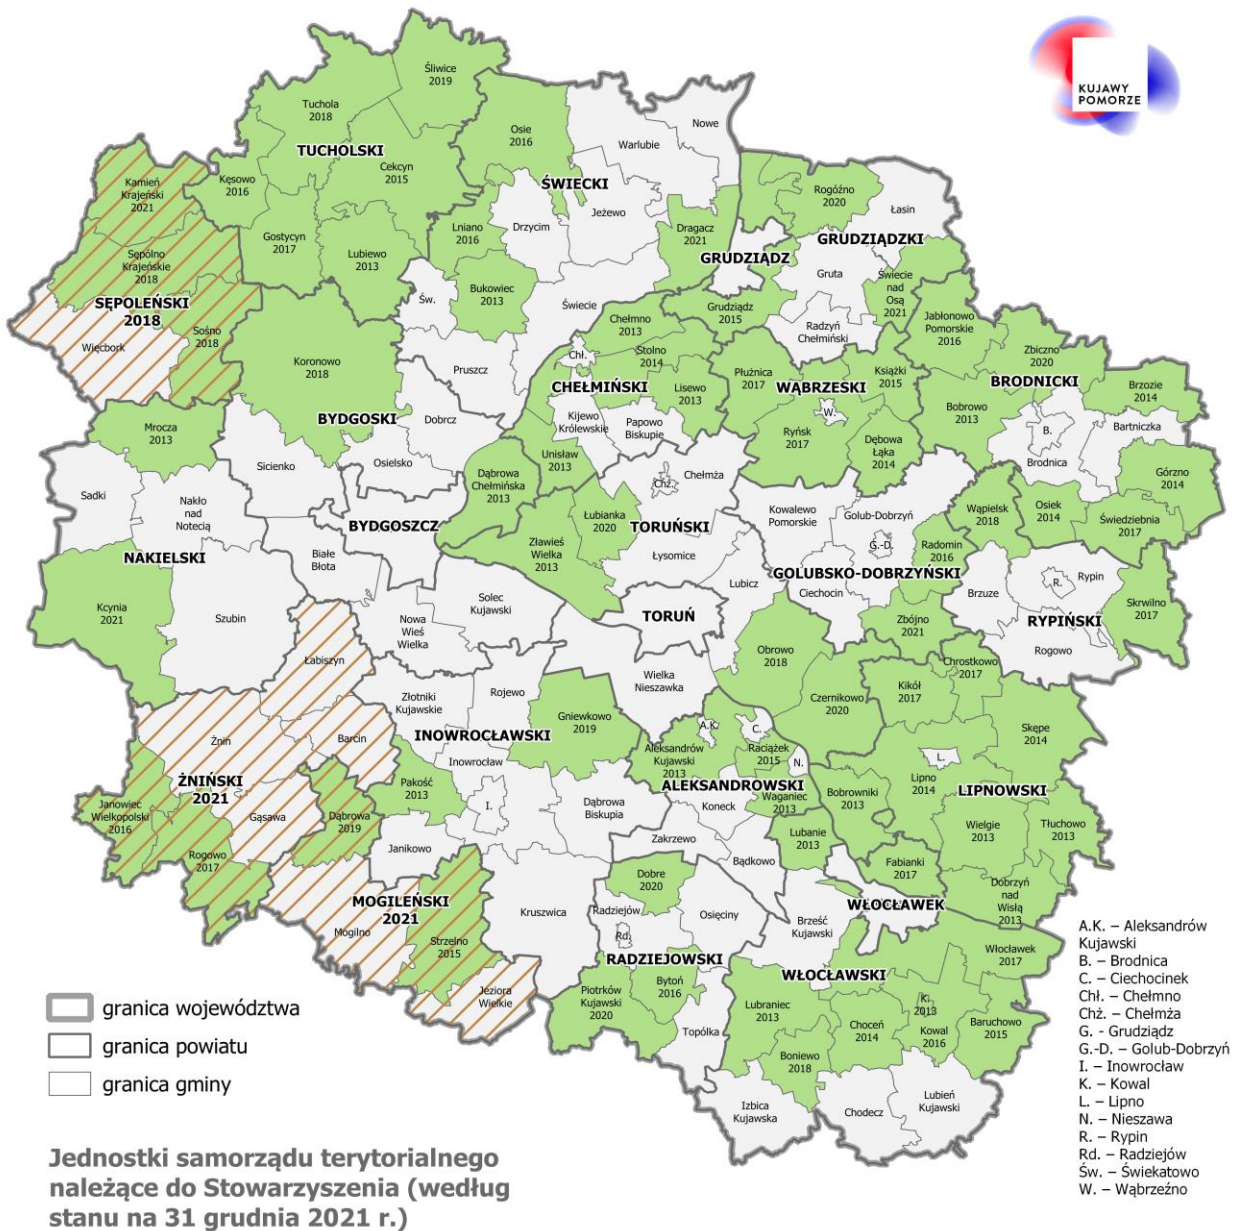 KUJAWY
POMORZE
Śliwice
2019
Tuchola
2018
TUCHOLSKI
Cekcyn
2015
Kęsowo
2016
Gostycyn
2017
Lubiewo
2013
Osie
2016
Nowe
Warlubie
ŚWIECKI
Jeżewo
Drzycim
Lniano
2016
Dragacz
2021
Bukowiec
2013
Św.
Świecie
Pruszcz
Kamień
Krajeński
2021
Sępólno
Krajeńskie
2018
SĘPOLEŃSKI
2018
Sośno
2018
Więcbork
Rogóźno
2020
Łasin
GRUDZIĄDZKI
GRUDZIĄDZ
Gruta
Świecie
nad
Osą
2021
Grudziądz
2015
Radzyń
Chełmiński
Koronowo
2018
BYDGOSKI
Dobrcz
Sicienko
Osielsko
Dąbrowa
Chełmińska
2013
BYDGOSZCZ
Białe
Błota
Nowa
Wieś
Wielka
Solec
Kujawski
Chełmno
2013
Chł.
Stolno
2014
CHEŁMIŃSKI
Lisewo
2013
Kijewo
Królewskie
Papowo
Biskupie
Unisław
2013
Płużnica
2017
WĄBRZESKI
Książki
2015
W.
Ryńsk
2017
Dębowa
Łąka
2014
Jabłonowo
Pomorskie
2016
Zbiczno
2020
BRODNICKI
Brzozie
2014
Bobrowo
2013
B.
Bartniczka
Brodnica
Górzno
2014
Osiek
2014
Świedziebnia
2017
Mrocza
2013
Sadki
Nakło
nad
Notecią
NAKIELSKI
Kcynia
2021
Szubin
Chełmża
Chż.
Łubianka
2020
TORUŃSKI
Zławieś
Wielka
2013
Łysomice
Lubicz
TORUŃ
Wielka
Nieszawka
Obrowo
2018
Czernikowo
2020
Kowalewo
Pomorskie
Golub-Dobrzyń
G.-D.
Radomin
2016
GOLUBSKO-DOBRZYŃSKI
Ciechocin
Zbójno
2021
Wąpielsk
2018
Rypin
R.
Brzuze
RYPIŃSKI
Skrwilno
2017
Rogowo
Łabiszyn
Barcin
Żnin
ŻNIŃSKI
2021
Janowiec
Wielkopolski
2016
Gąsawa
Rogowo
2017
Złotniki
Kujawskie
Rojewo
Gniewkowo
2019
INOWROCŁAWSKI
Inowrocław
Pakość
2013
I.
Dąbrowa
Biskupia
Janikowo
Kruszwica
Dąbrowa
2019
MOGILEŃSKI
2021
Mogilno
Strzelno
2015
Jeziora
Wielkie
A.K.
C.
Aleksandrów
Kujawski
2013
Raciążek
2015
N.
ALEKSANDROWSKI
Waganiec
2013
Koneck
Zakrzewo
Bądkowo
Chrostkowo
2017
Kikół
2017
Skępe
2014
L.
Lipno
2014
LIPNOWSKI
Bobrowniki
2013
Wielgie
2013
Tłuchowo
2013
Dobrzyń
nad
Wisłą
2013
Dobre
2020
Radziejów
Rd.
Osięciny
RADZIEJOWSKI
Piotrków
Kujawski
2020
Bytoń
2016
Topólka
Lubanie
2013
Fabianki
2017
WŁOCŁAWEK
Brześć
Kujawski
WŁOCŁAWSKI
Włocławek
2017
Lubraniec
2013
K.
2013
Choceń
2014
Kowal
2016
Baruchowo
2015
Boniewo
2018
Izbica
Kujawska
Chodecz
Lubień
Kujawski
granica województwa
granica powiatu
granica gminy
Jednostki samorządu terytorialnego
należące do Stowarzyszenia (według
stanu na 31 grudnia 2021 r.)
A.K. – Aleksandrów
Kujawski
B. – Brodnica
C. – Ciechocinek
Chł. – Chełmno
Chż. – Chełmża
G. - Grudziądz
G.-D. – Golub-Dobrzyń
I. – Inowrocław
K. – Kowal
L. – Lipno
N. – Nieszawa
R. – Rypin
Rd. – Radziejów
Św. – Świekatowo
W. – Wąbrzeźno